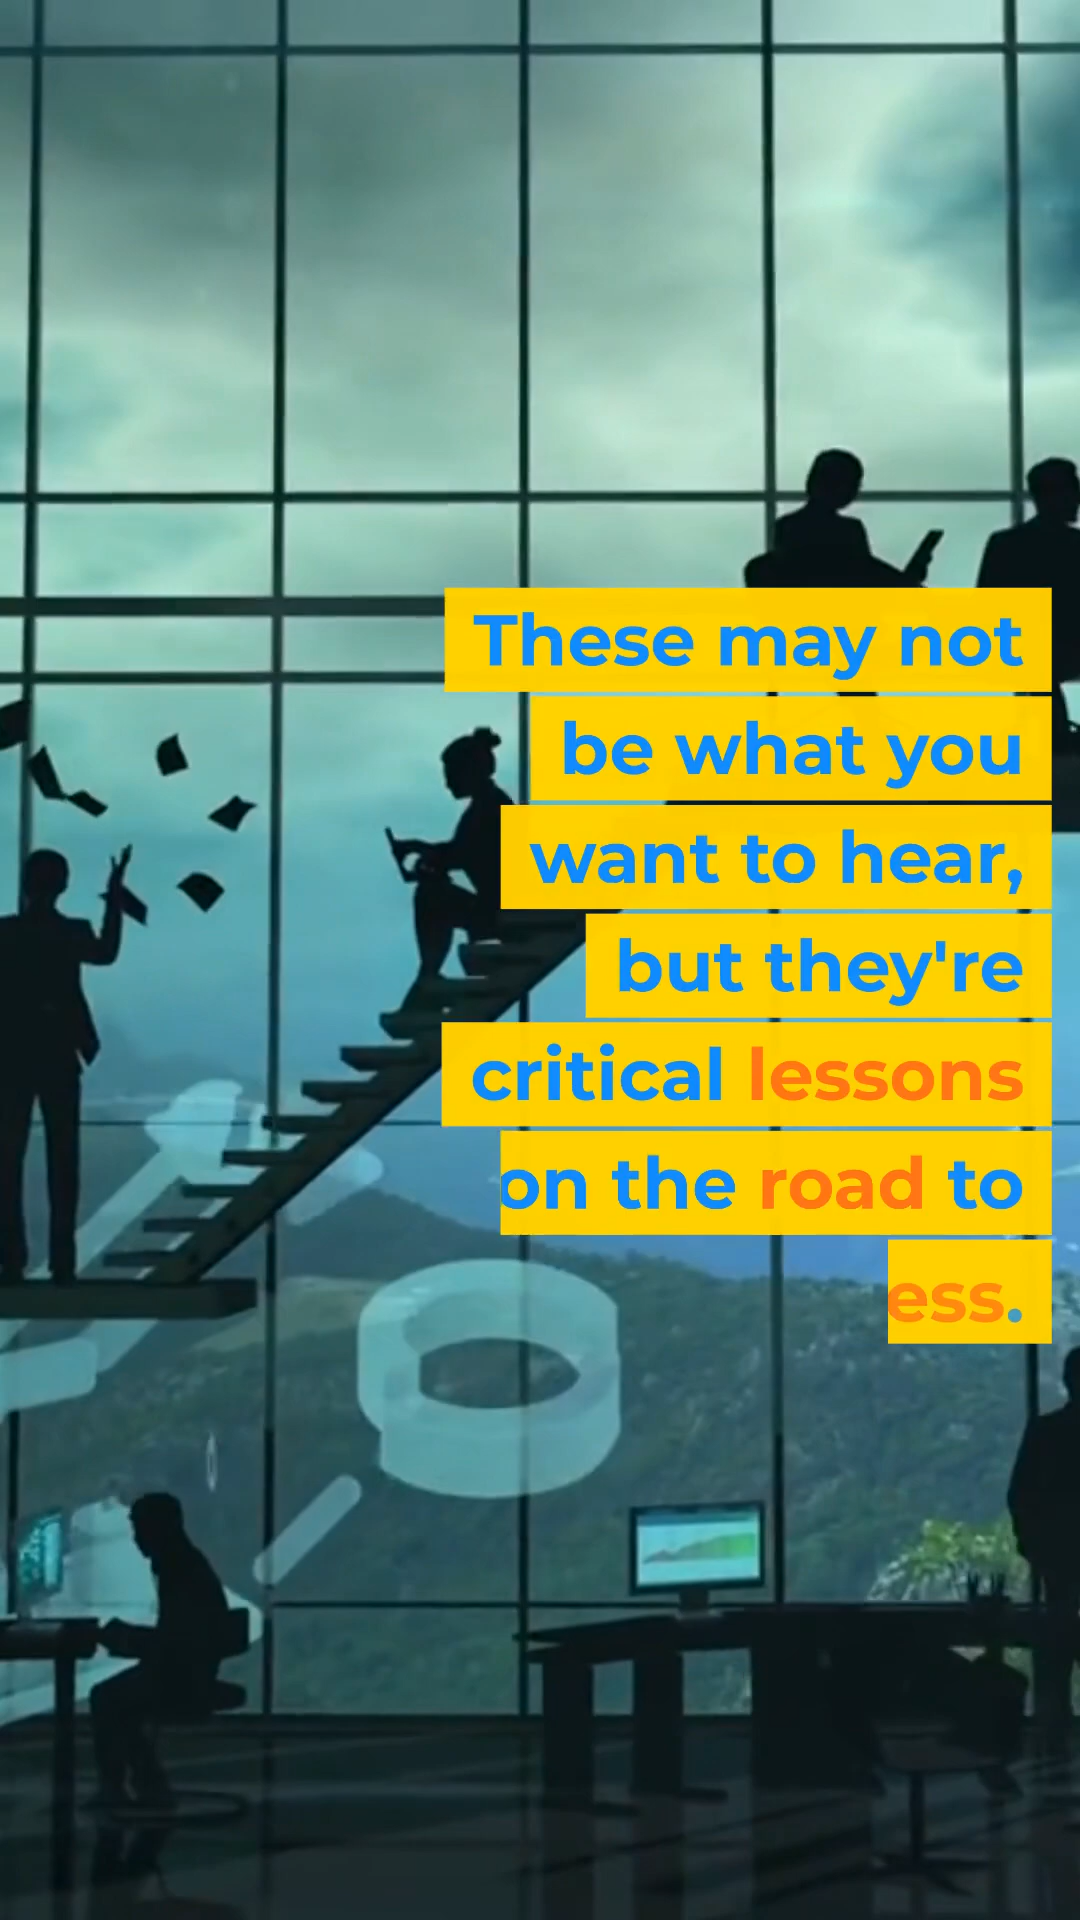 These may not
be what you
want to hear,
but they're
critical lessons
on the road to
ess.